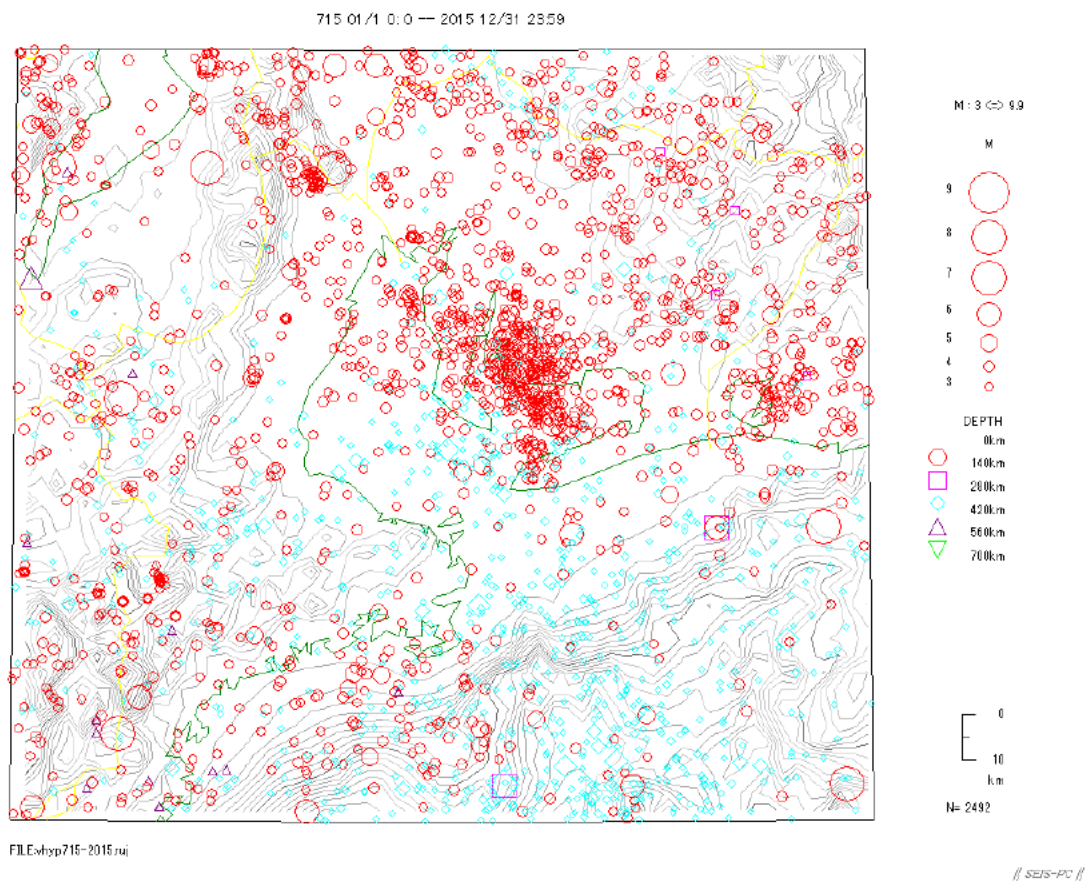 715 01/1 0:0 -- 2015 12/31 23:59
M : 3 <=> 9.9
M
9
8
7
6
5
4
3
DEPTH
0km
140km
280km
420km
560km
700km
0
10
km
N= 2492
FILE:vhyp715-2015.ruj
// SEIS-PC //